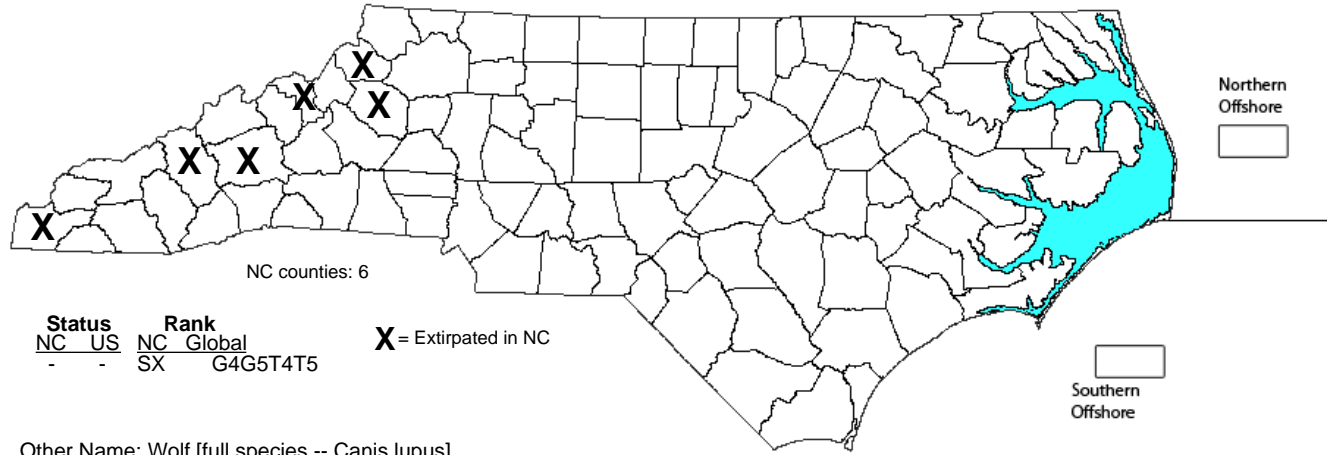 X
X
X
X
X
X
Northern
Offshore
NC counties: 6
Status Rank
NC US NC Global
- - SX G4G5T4T5
X = Extirpated in NC
Southern
Offshore
Other Name: Wolf [full species -- Canis lupus]